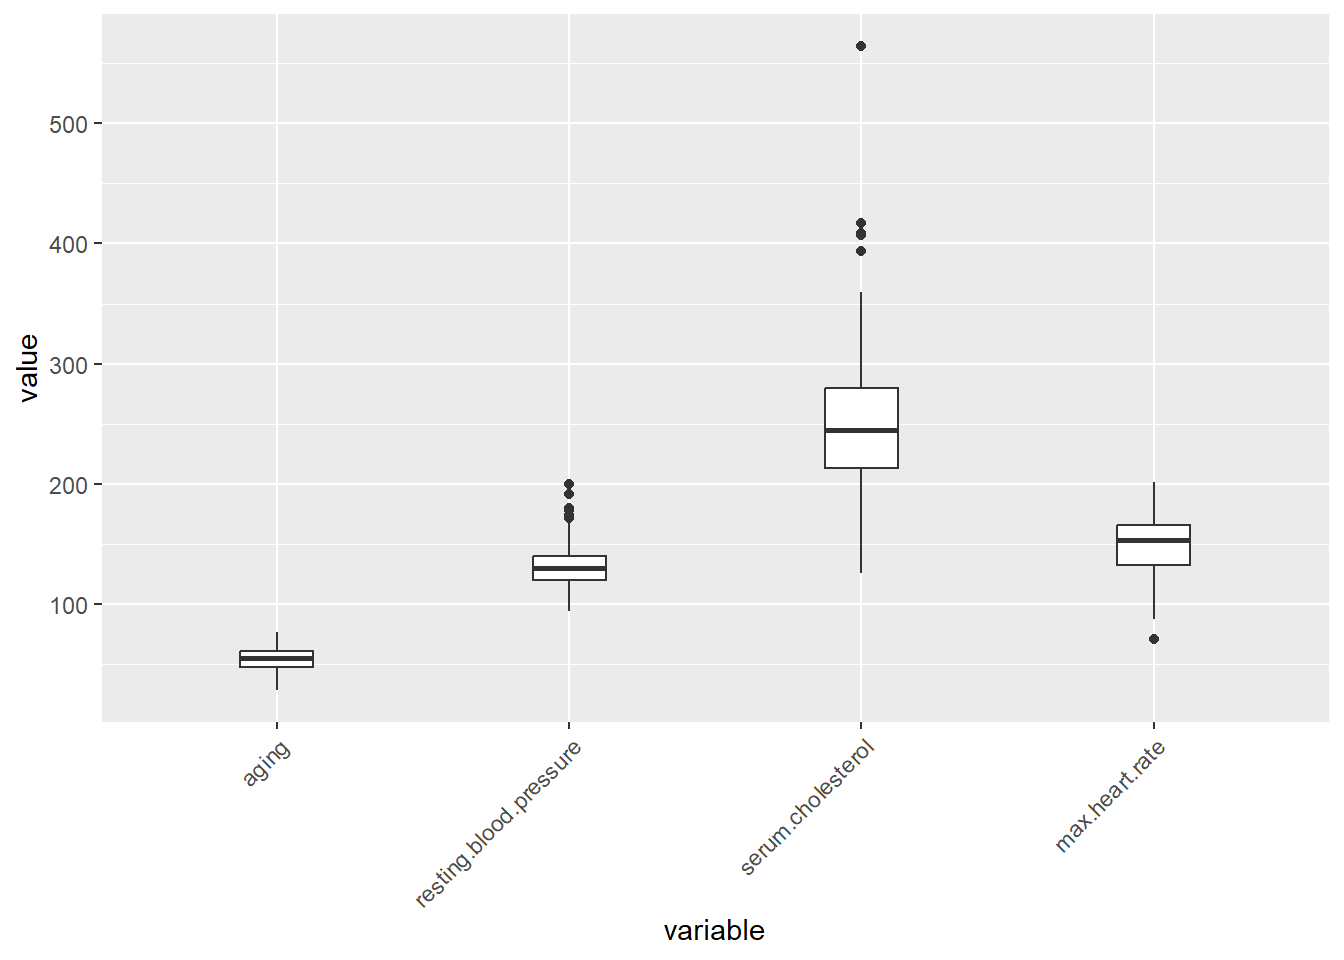 value
500
400
300
200
100
aging
resting.blood.pressure
serum.cholesterol
max.heart.rate
variable